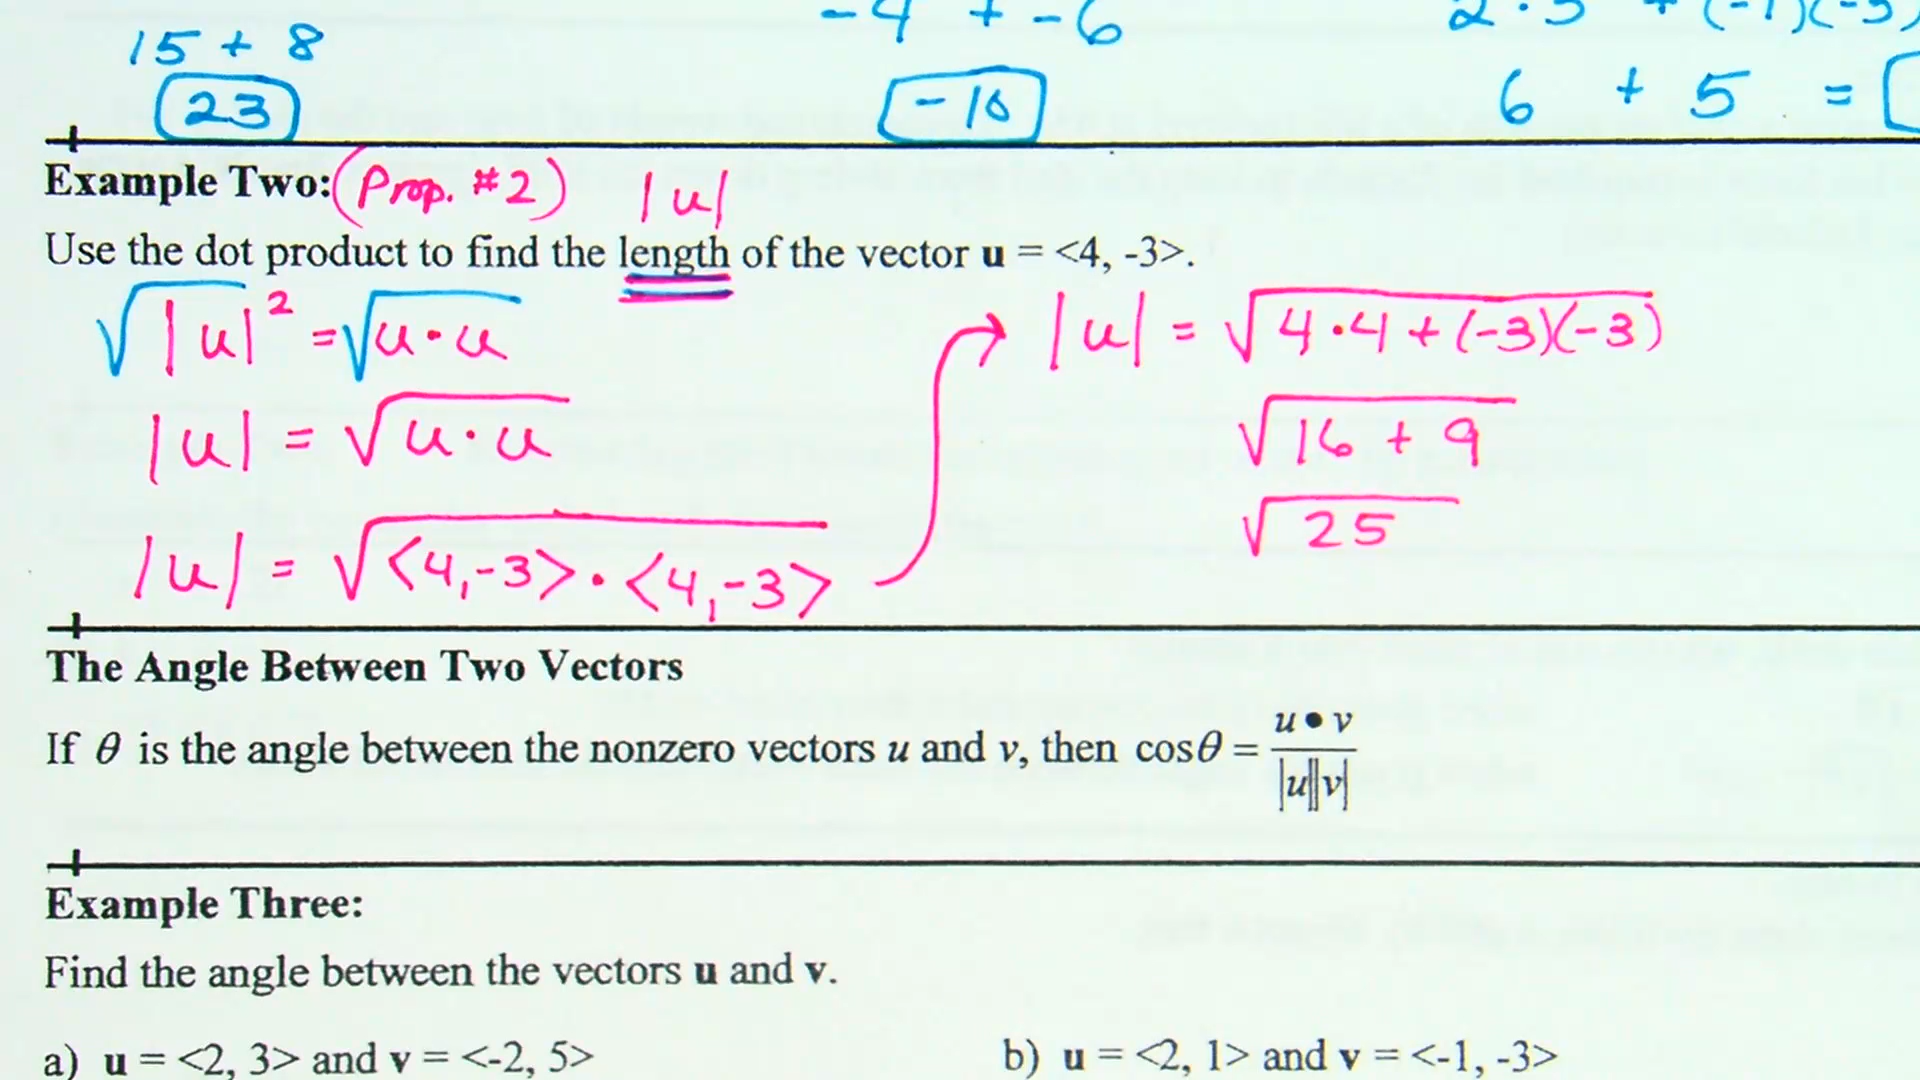 15 + 8
-4 + -6
2 · 3 + (-1)(-5)
23
-10
6 + 5 =
Example Two: (Prop. #2) |u|
Use the dot product to find the length of the vector u = <4, -3>.
√|u|² = √u · u
|u| = √u · u
|u| = √<4,-3> · <4,-3>
|u| = √4·4 + (-3)(-3)
√16 + 9
√25
The Angle Between Two Vectors
If θ is the angle between the nonzero vectors u and v, then cosθ = u • v / |u||v|
Example Three:
Find the angle between the vectors u and v.
a) u = <2, 3> and v = <-2, 5>
b) u = <2, 1> and v = <-1, -3>